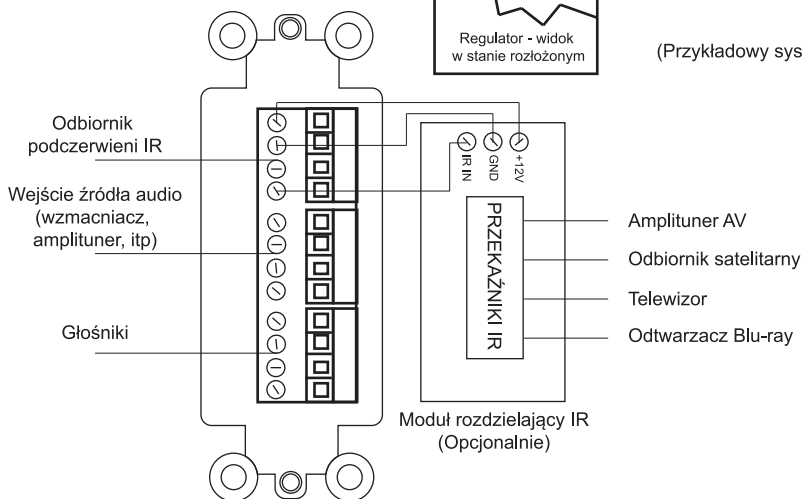 Regulator - widok
w stanie rozłożonym
(Przykładowy sys
Odbiornik
podczerwieni IR
Wejście źródła audio
(wzmacniacz,
amplituner, itp)
Głośniki
IR IN
GND
+12V
PRZEKAŹNIKI IR
Amplituner AV
Odbiornik satelitarny
Telewizor
Odtwarzacz Blu-ray
Moduł rozdzielający IR
(Opcjonalnie)